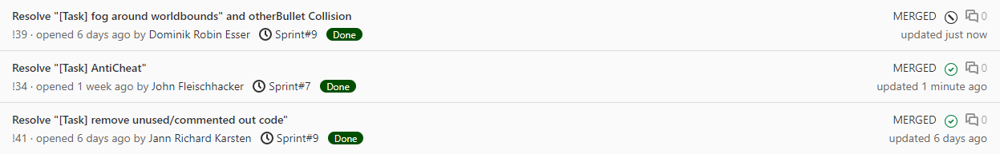 Resolve "[Task] fog around worldbounds" and otherBullet Collision MERGED 0
!39 · opened 6 days ago by Dominik Robin Esser Sprint#9 Done updated just now
Resolve "[Task] AntiCheat" MERGED 0
!34 · opened 1 week ago by John Fleischhacker Sprint#7 Done updated 1 minute ago
Resolve "[Task] remove unused/commented out code" MERGED 0
!41 · opened 6 days ago by Jann Richard Karsten Sprint#9 Done updated 6 days ago